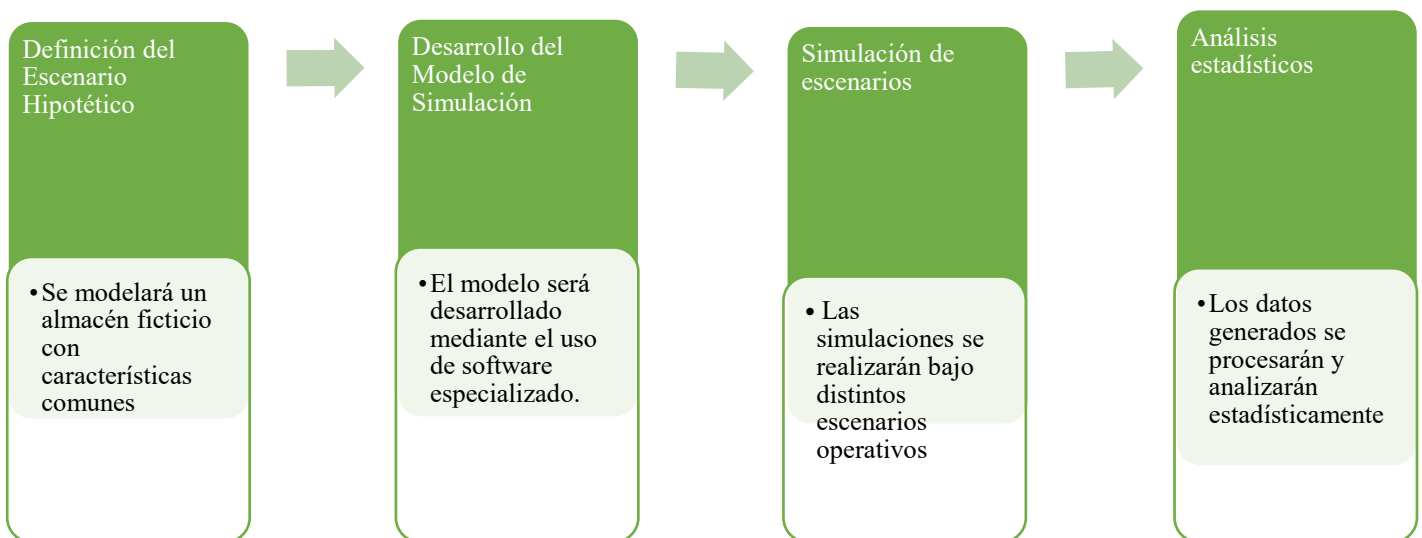 Definición del
Escenario
Hipotético
•Se modelará un
almacén ficticio
con
características
comunes
Desarrollo del
Modelo de
Simulación
•El modelo será
desarrollado
mediante el uso
de software
especializado.
Simulación de
escenarios
• Las
simulaciones se
realizarán bajo
distintos
escenarios
operativos
Análisis
estadísticos
•Los datos
generados se
procesarán y
analizarán
estadísticamente